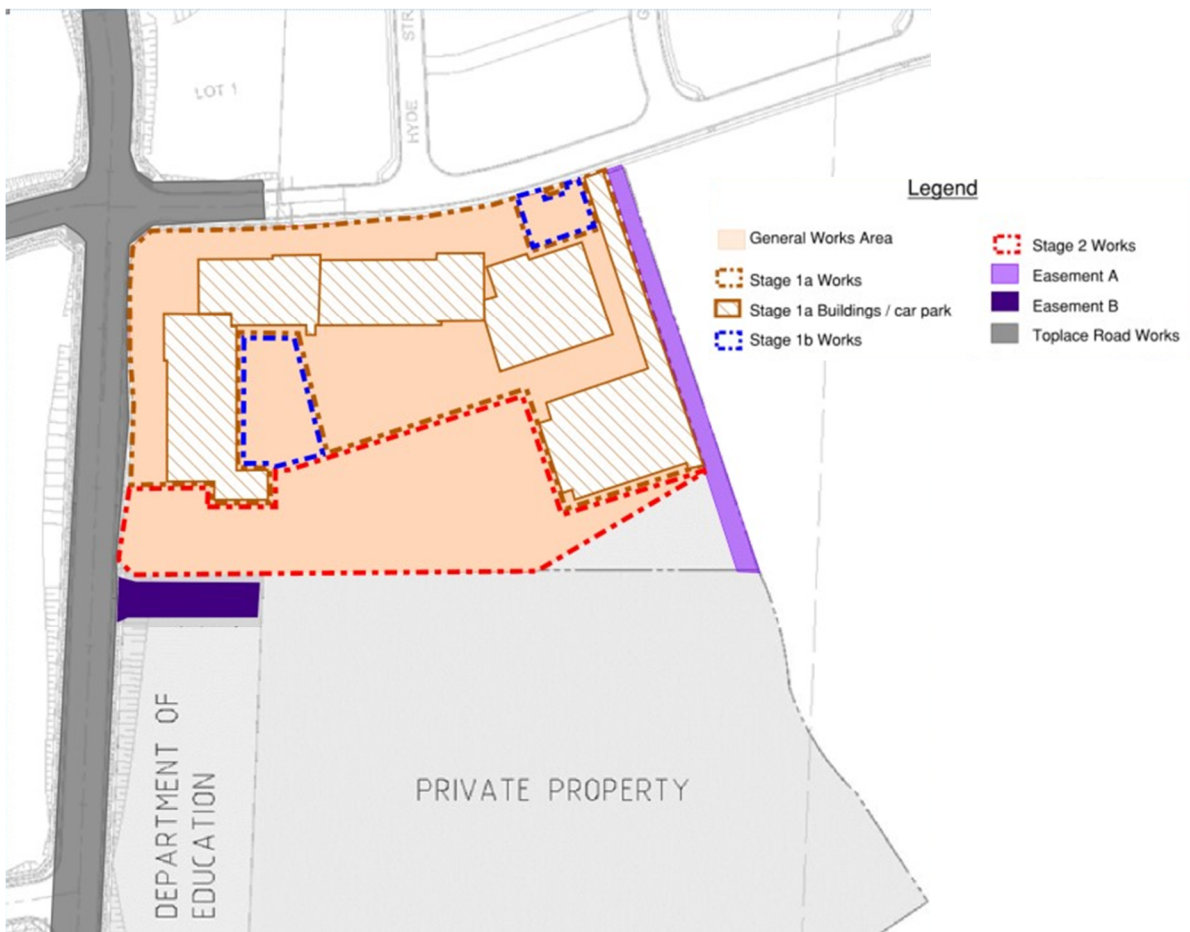 LOT 1
HYDE
STR
G
Legend
General Works Area
Stage 1a Works
Stage 1a Buildings / car park
Stage 1b Works
Stage 2 Works
Easement A
Easement B
Toplace Road Works
DEPARTMENT OF
EDUCATION
PRIVATE PROPERTY